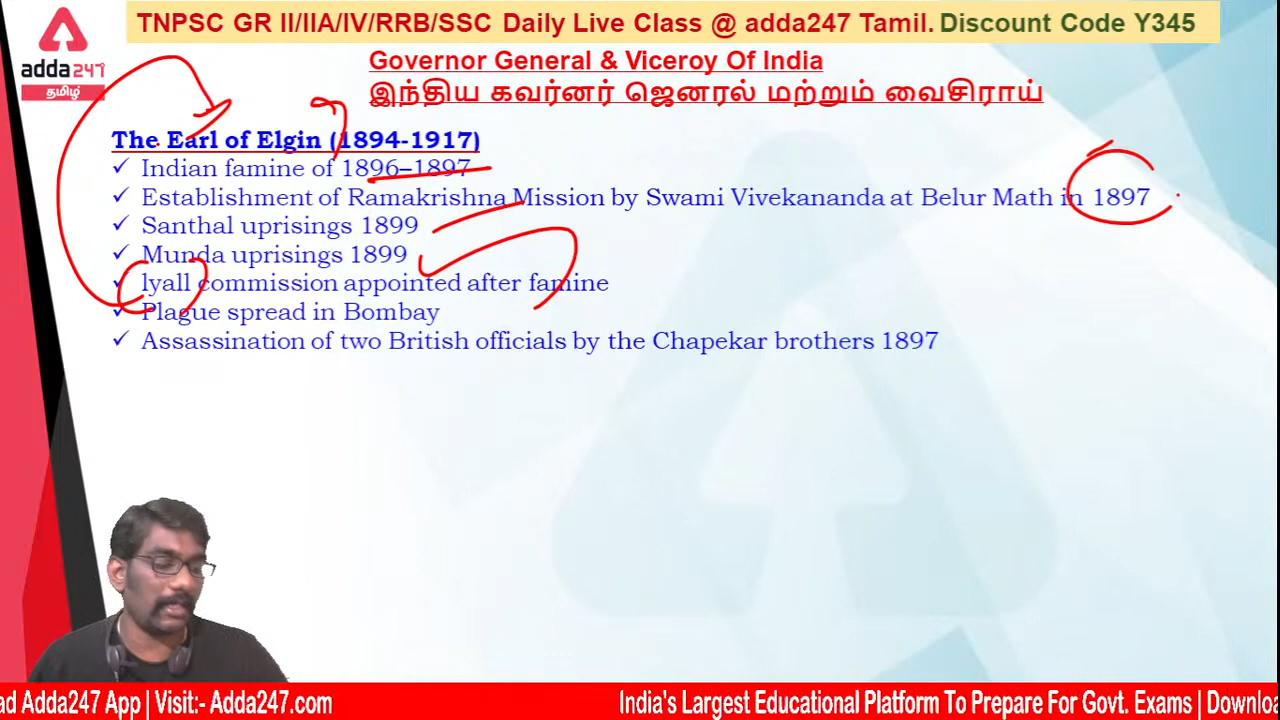 TNPSC GR II/IIA/IV/RRB/SSC Daily Live Class @ adda247 Tamil. Discount Code Y345
adda247
தமிழ்
Governor General & Viceroy Of India
இந்திய கவர்னர் ஜெனரல் மற்றும் வைசிராய்
The Earl of Elgin (1894-1917)
✓ Indian famine of 1896–1897
✓ Establishment of Ramakrishna Mission by Swami Vivekananda at Belur Math in 1897
✓ Santhal uprisings 1899
✓ Munda uprisings 1899
✓ lyall commission appointed after famine
✓ Plague spread in Bombay
✓ Assassination of two British officials by the Chapekar brothers 1897
ad Adda247 App | Visit:- Adda247.com India's Largest Educational Platform To Prepare For Govt. Exams | Downloa